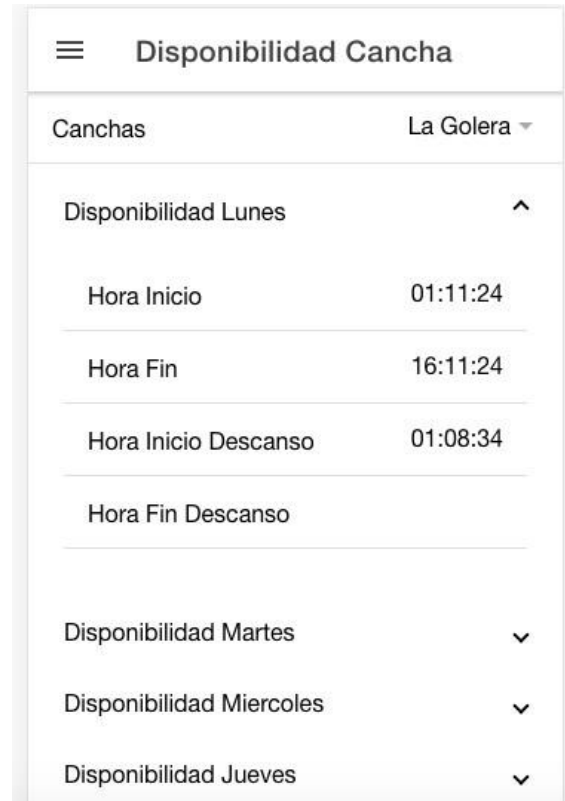 Disponibilidad Cancha
Canchas La Golera
Disponibilidad Lunes
Hora Inicio 01:11:24
Hora Fin 16:11:24
Hora Inicio Descanso 01:08:34
Hora Fin Descanso
Disponibilidad Martes
Disponibilidad Miercoles
Disponibilidad Jueves